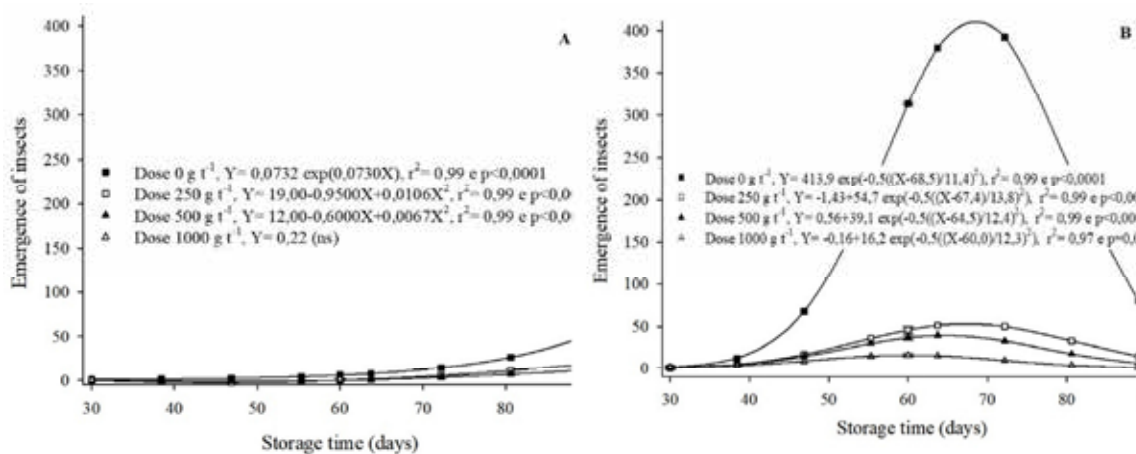 A
Emergence of insects
400
350
300
250
200
150
100
50
0
Dose 0 g t⁻¹, Y= 0,0732 exp(0,0730X), r²= 0,99 e p<0,0001
Dose 250 g t⁻¹, Y= 19,00-0,9500X+0,0106X², r²= 0,99 e p<0,0
Dose 500 g t⁻¹, Y= 12,00-0,6000X+0,0067X², r²= 0,99 e p<0,0
Dose 1000 g t⁻¹, Y= 0,22 (ns)
30 40 50 60 70 80
Storage time (days)
B
Emergence of insects
400
350
300
250
200
150
100
50
0
Dose 0 g t⁻¹, Y= 413,9 exp(-0,5((X-68,5)/11,4)²), r²= 0,99 e p<0,0001
Dose 250 g t⁻¹, Y= -1,43+54,7 exp(-0,5((X-67,4)/13,8)²), r²= 0,99 e p<0,00
Dose 500 g t⁻¹, Y= 0,56+39,1 exp(-0,5((X-64,5)/12,4)²), r²= 0,99 e p<0,00
Dose 1000 g t⁻¹, Y= -0,16+16,2 exp(-0,5((X-60,0)/12,3)²), r²= 0,97 e p=0,0
30 40 50 60 70 80
Storage time (days)